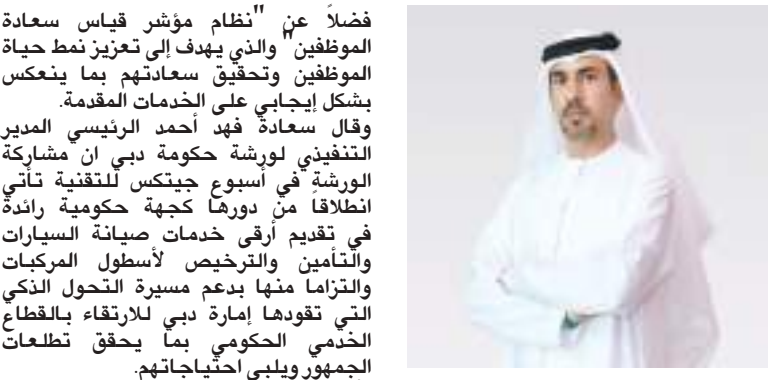 فضلاً عن "نظام مؤشر قياس سعادة
الموظفين" والذي يهدف إلى تعزيز نمط حياة
الموظفين وتحقيق سعادتهم بما ينعكس
بشكل إيجابي على الخدمات المقدمة.
وقال سعادة فهد أحمد الرئيسي المدير
التنفيذي لورشة حكومة دبي ان مشاركة
الورشة في أسبوع جيتكس للتقنية تأتي
انطلاقاً من دورها كجهة حكومية رائدة
في تقديم أرقى خدمات صيانة السيارات
والتأمين والترخيص لأسطول المركبات
والتزاما منها بدعم مسيرة التحول الذكي
التي تقودها إمارة دبي للارتقاء بالقطاع
الخدمي الحكومي بما يحقق تطلعات
الجمهور ويلبي احتياجاتهم.